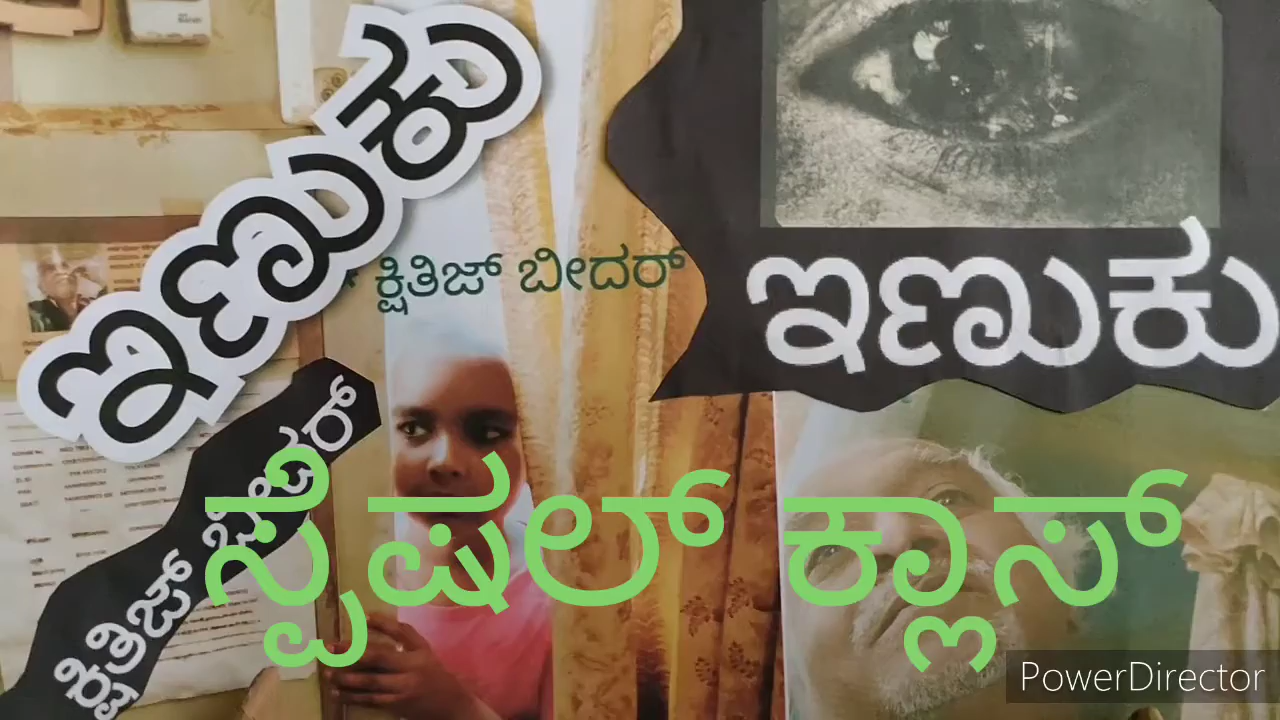 ಇಣುಕು
* ಕ್ಷಿತಿಜ್ ಬೀದರ್
ಇಣುಕು
ಕ್ಷಿತಿಜ್ ಬೀದರ್
ಸ್ಪೆಷಲ್ ಕ್ಲಾಸ್
PowerDirector